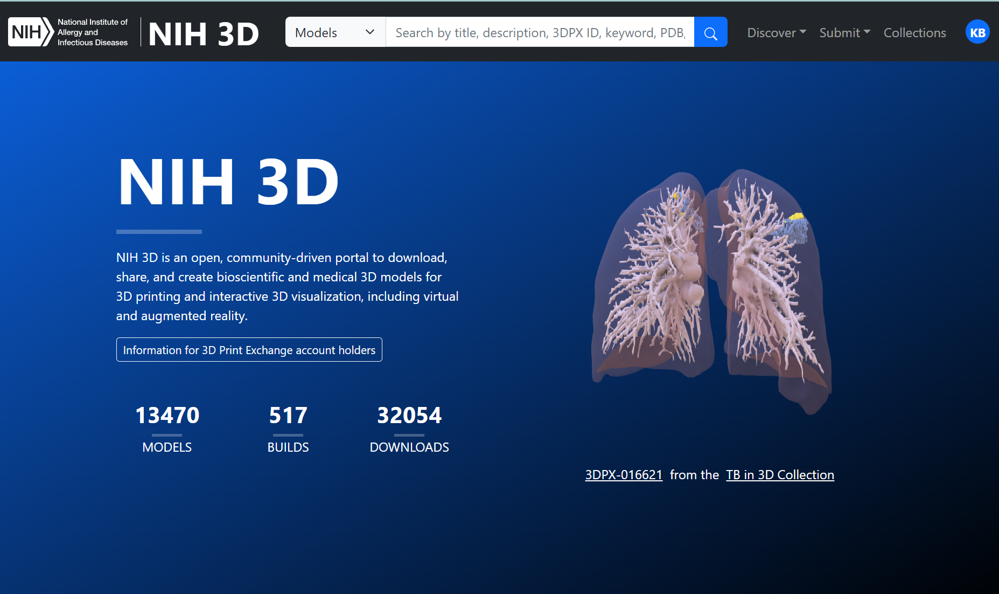 NIH
National Institute of
Allergy and
Infectious Diseases
NIH 3D
Models
Search by title, description, 3DPX ID, keyword, PDB,
Discover
Submit
Collections
KB
NIH 3D
NIH 3D is an open, community-driven portal to download,
share, and create bioscientific and medical 3D models for
3D printing and interactive 3D visualization, including virtual
and augmented reality.
Information for 3D Print Exchange account holders
13470
MODELS
517
BUILDS
32054
DOWNLOADS
3DPX-016621 from the TB in 3D Collection